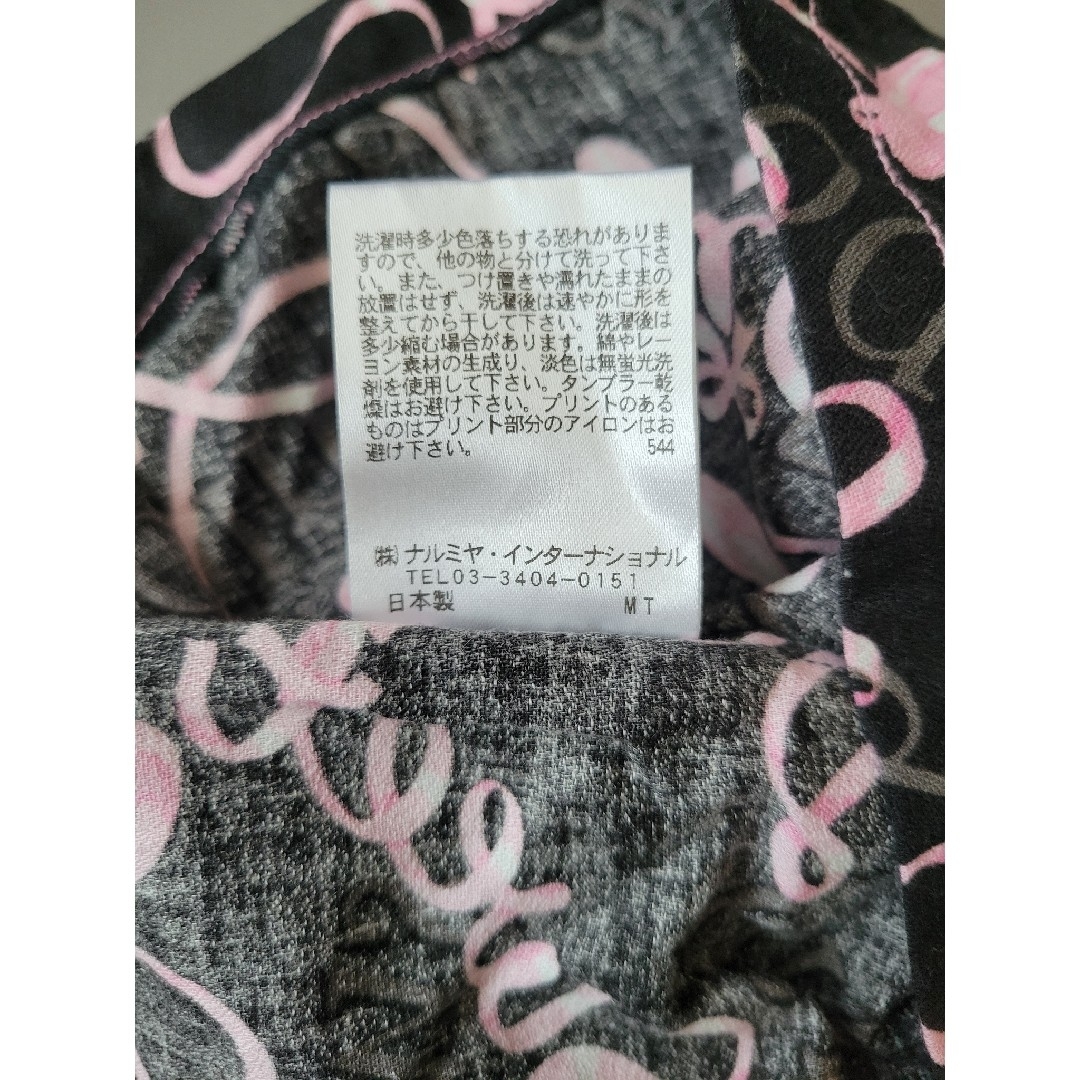 洗濯時多少色落ちする恐れがありま
すので、他の物と分けて洗って下さ
い。また、つけ置きや濡れたままの
放置はせず、洗濯後は速やかに形を
整えてから干して下さい。洗濯後は
多少縮む場合があります。綿やレー
ヨン素材の生成り、淡色は無蛍光洗
剤を使用して下さい。タンブラー乾
燥はお避け下さい。プリントのある
ものはプリント部分のアイロンはお
避け下さい。 544
㈱ナルミヤ・インターナショナル
TEL03-3404-0151
日本製 MT